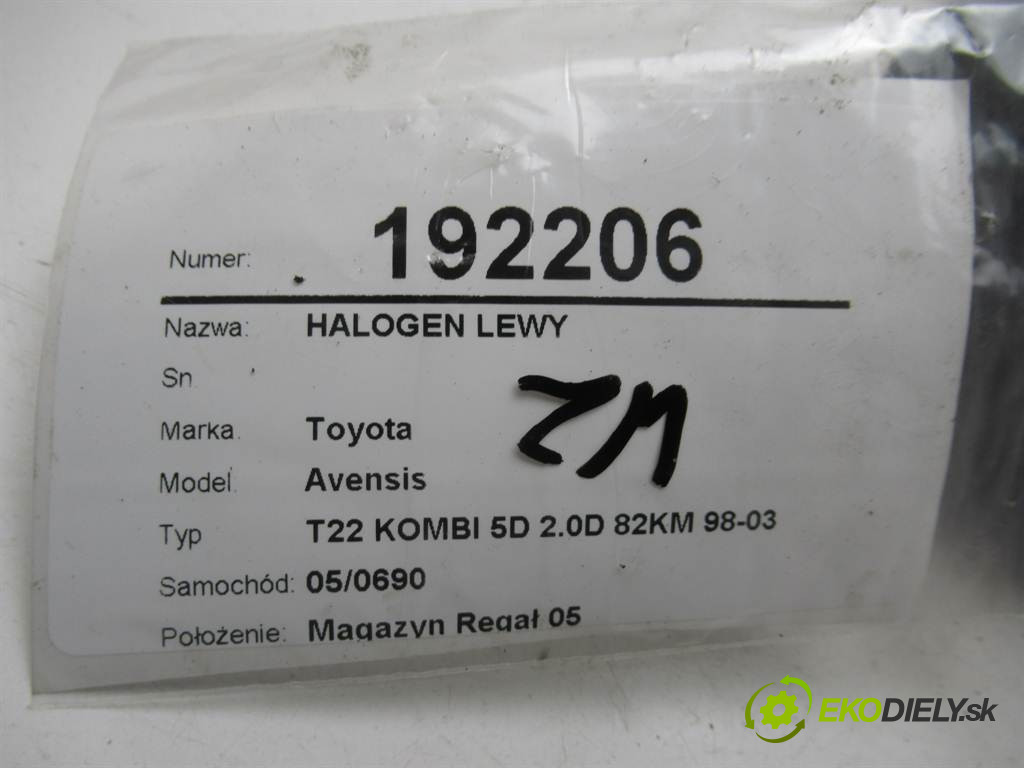 Numer: 192206
Nazwa: HALOGEN LEWY
Sn
Marka. Toyota
Model. Avensis
Typ T22 KOMBI 5D 2.0D 82KM 98-03
Samochód: 05/0690
Położenie: Magazyn Regał 05
EKODIELY.sk